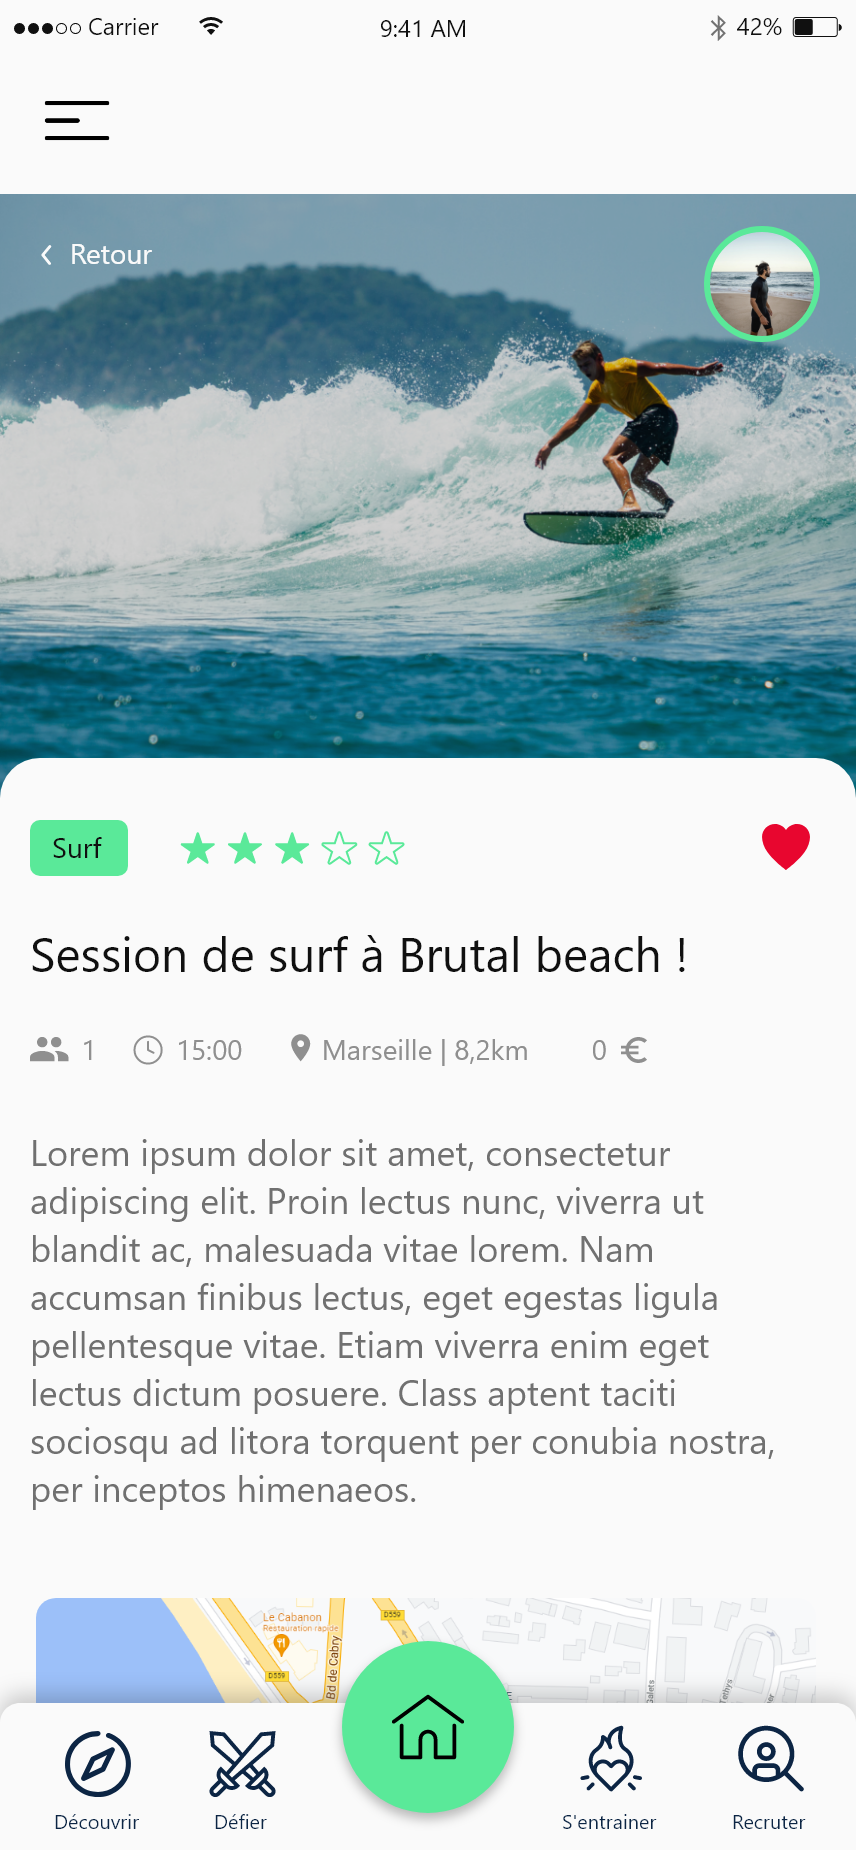 Carrier 9:41 AM 42%
Retour
Surf
Session de surf à Brutal beach !
1 15:00 Marseille | 8,2km 0 €
Lorem ipsum dolor sit amet, consectetur
adipiscing elit. Proin lectus nunc, viverra ut
blandit ac, malesuada vitae lorem. Nam
accumsan finibus lectus, eget egestas ligula
pellentesque vitae. Etiam viverra enim eget
lectus dictum posuere. Class aptent taciti
sociosqu ad litora torquent per conubia nostra,
per inceptos himenaeos.
Le Cabanon
Restauration rapide
D559
D559
Bd de Cabry
Galets
Tethys
Découvrir Défier S'entrainer Recruter